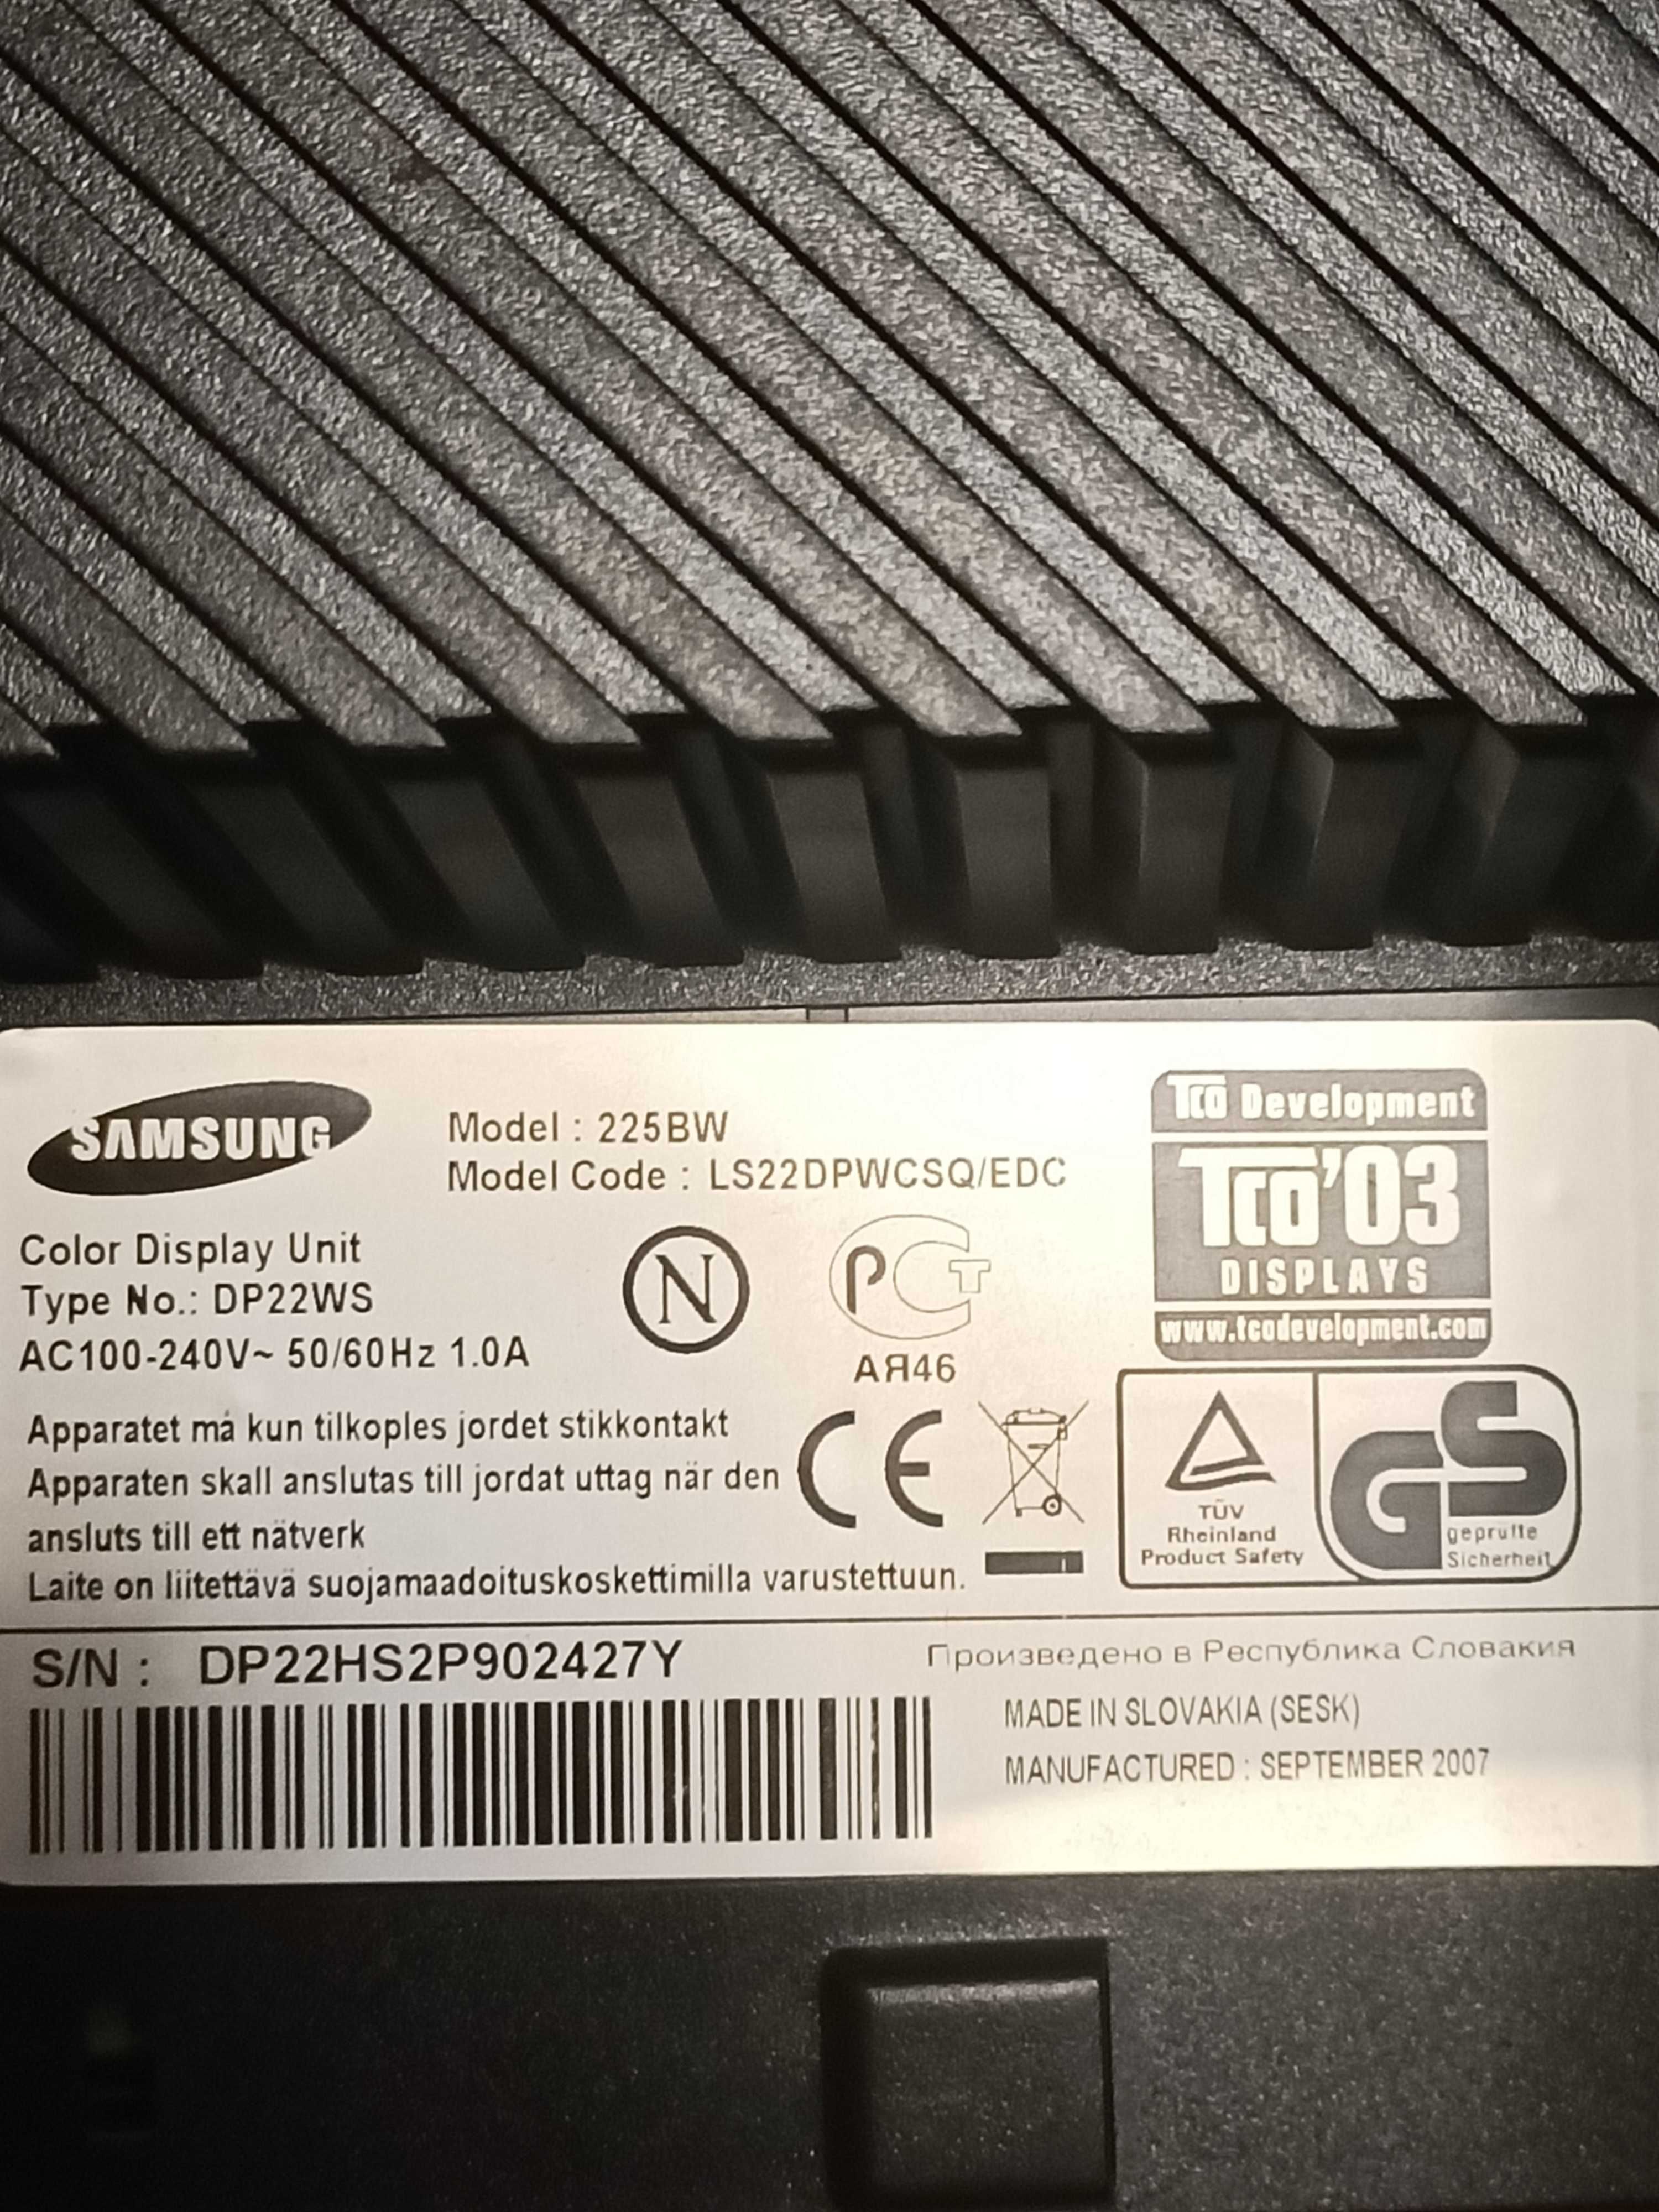 SAMSUNG
Model : 225BW
Model Code : LS22DPWCSQ/EDC
Color Display Unit
Type No.: DP22WS
AC100-240V~ 50/60Hz 1.0A
N
PCT
АЯ46
TCO Development
TCO'03
DISPLAYS
www.tcodevelopment.com
Apparatet må kun tilkoples jordet stikkontakt
Apparaten skall anslutas till jordat uttag när den
ansluts till ett nätverk
Laite on liitettävä suojamaadoituskoskettimilla varustettuun.
CE
TÜV
Rheinland
Product Safety
GS
geprüfte
Sicherheit
S/N : DP22HS2P902427Y
Произведено в Республика Словакия
MADE IN SLOVAKIA (SESK)
MANUFACTURED : SEPTEMBER 2007